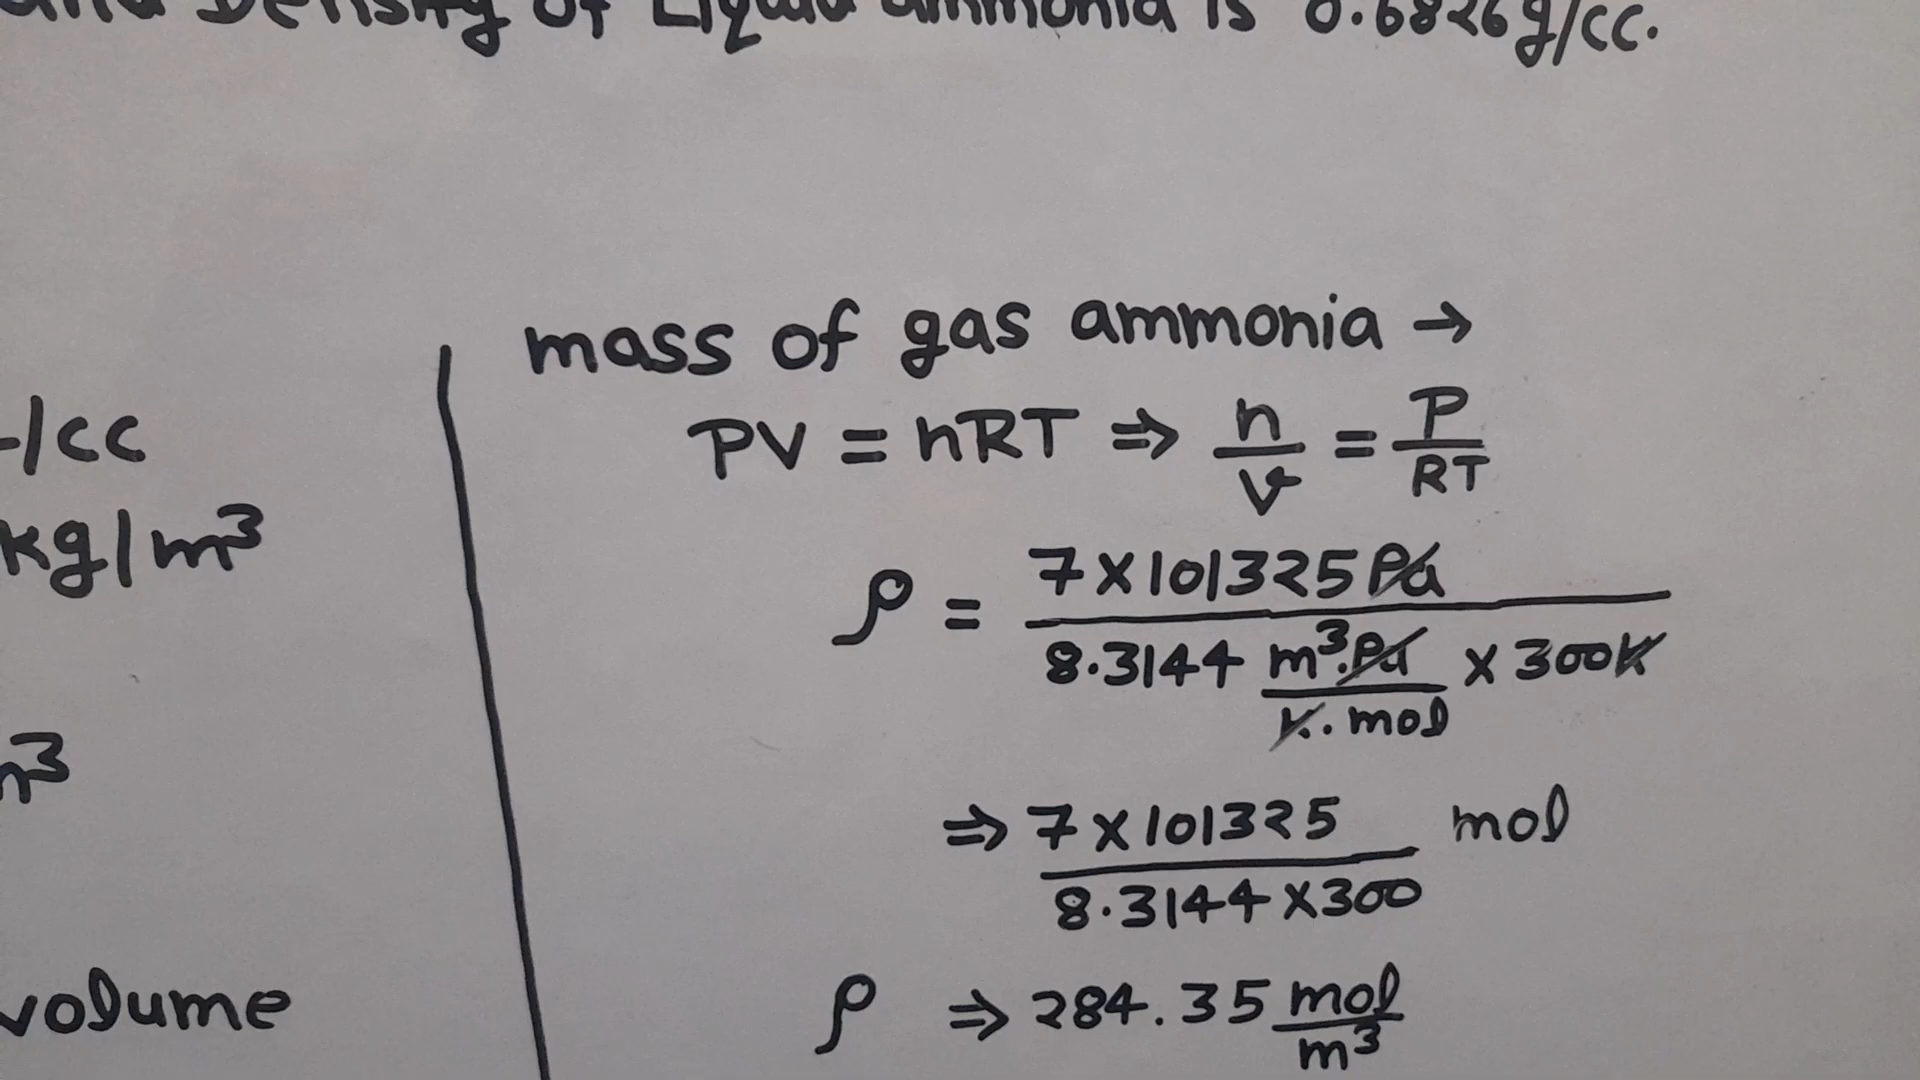 and Density of Liquid ammonia is 0.6826 g/cc.
/cc
kg/m³
m³
volume
mass of gas ammonia →
PV = nRT ⇒ n/V = P/RT
ρ = 7×101325 Pa / 8.3144 m³.Pa/K.mol × 300K
⇒ 7×101325 / 8.3144×300 mol
ρ ⇒ 284.35 mol/m³